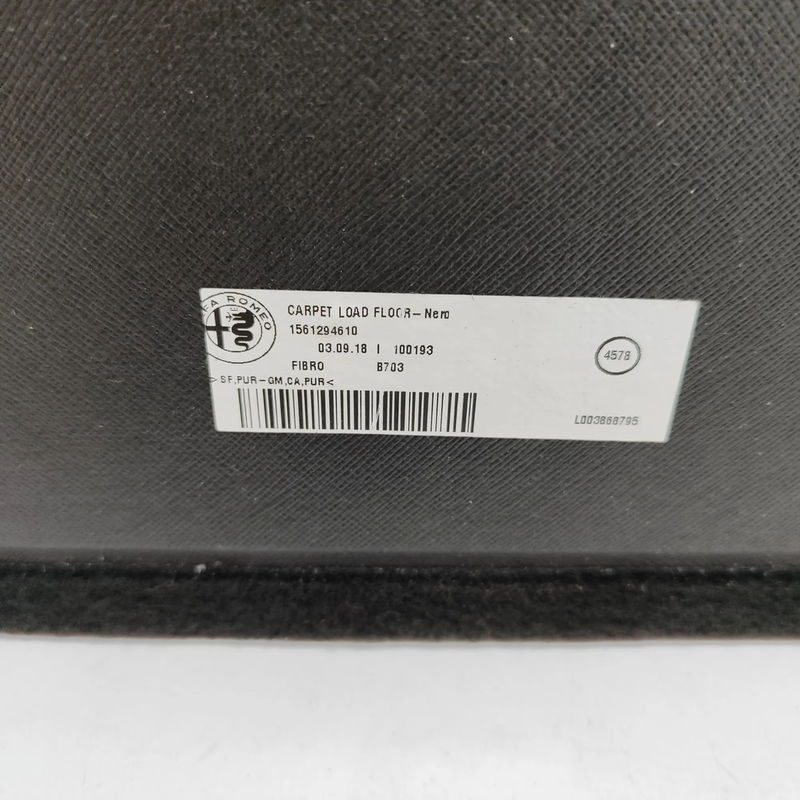 ALFA ROMEO
CARPET LOAD FLOOR-Nero
1561294610
03.09.18 | 100193
FIBRO B703
>SF,PUR-GM,CA,PUR<
4578
L003868795